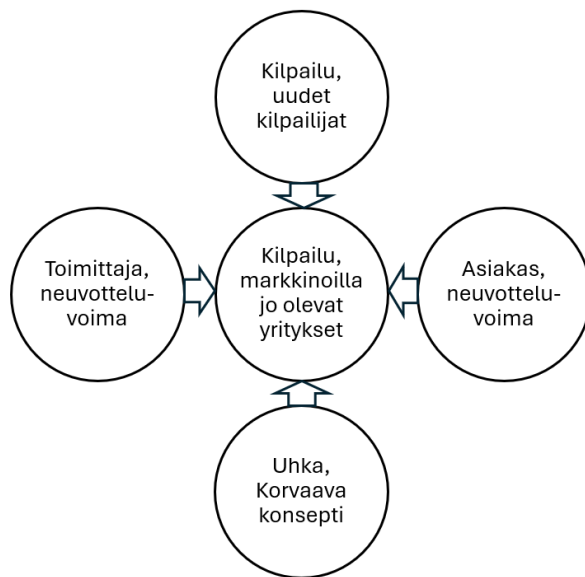 Kilpailu,
uudet
kilpailijat
Toimittaja,
neuvottelu-
voima
Kilpailu,
markkinoilla
jo olevat
yritykset
Asiakas,
neuvottelu-
voima
Uhka,
Korvaava
konsepti